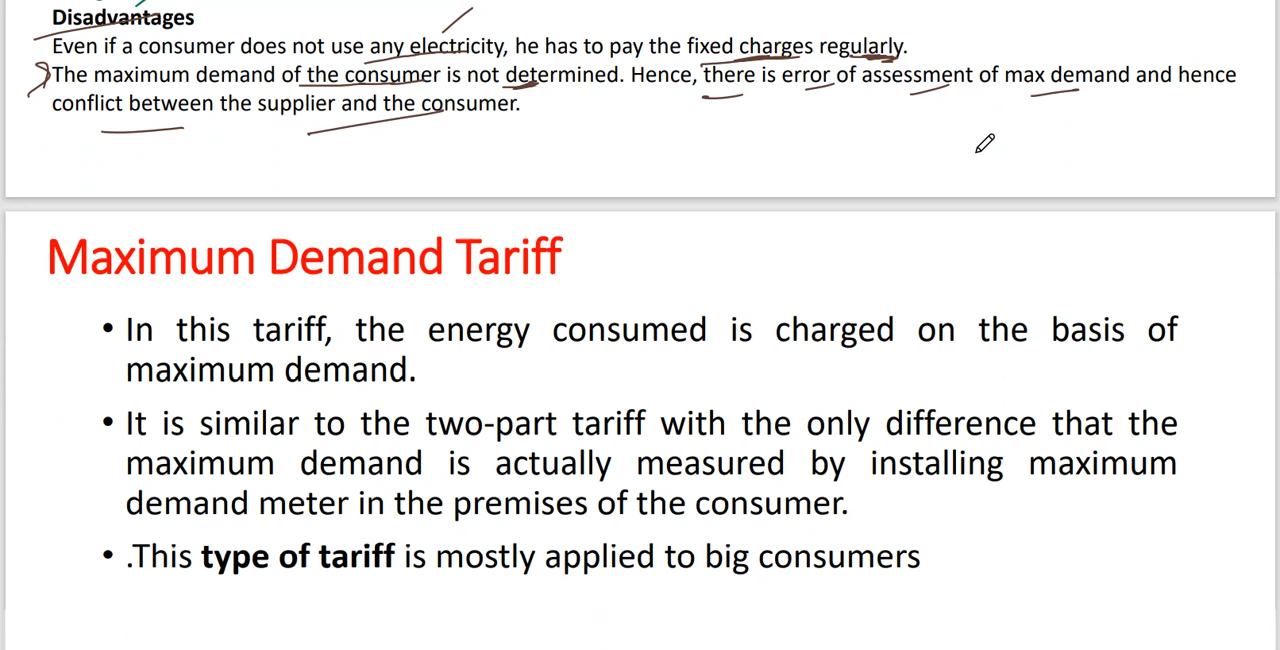 Disadvantages
Even if a consumer does not use any electricity, he has to pay the fixed charges regularly.
The maximum demand of the consumer is not determined. Hence, there is error of assessment of max demand and hence
conflict between the supplier and the consumer.
Maximum Demand Tariff
• In this tariff, the energy consumed is charged on the basis of
maximum demand.
• It is similar to the two-part tariff with the only difference that the
maximum demand is actually measured by installing maximum
demand meter in the premises of the consumer.
• .This type of tariff is mostly applied to big consumers